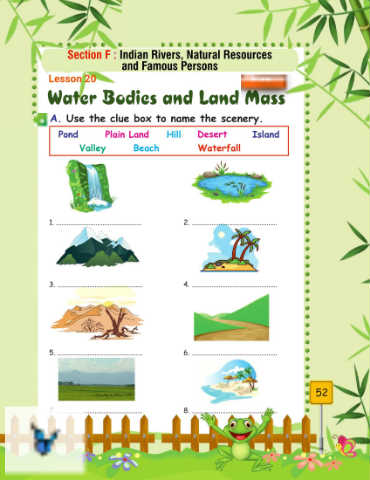 Section F : Indian Rivers, Natural Resources
and Famous Persons
Lesson 20
Water Bodies and Land Mass
A. Use the clue box to name the scenery.
Pond Plain Land Hill Desert Island
Valley Beach Waterfall
1. 2.
3. 4.
5. 6.
8.
52